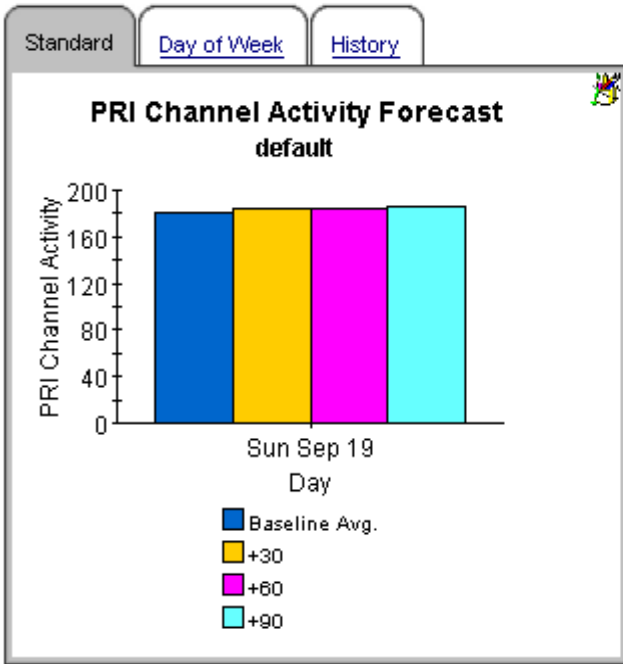 Standard
Day of Week
History
PRI Channel Activity Forecast
default
PRI Channel Activity
200
160
120
80
40
0
Sun Sep 19
Day
Baseline Avg.
+30
+60
+90